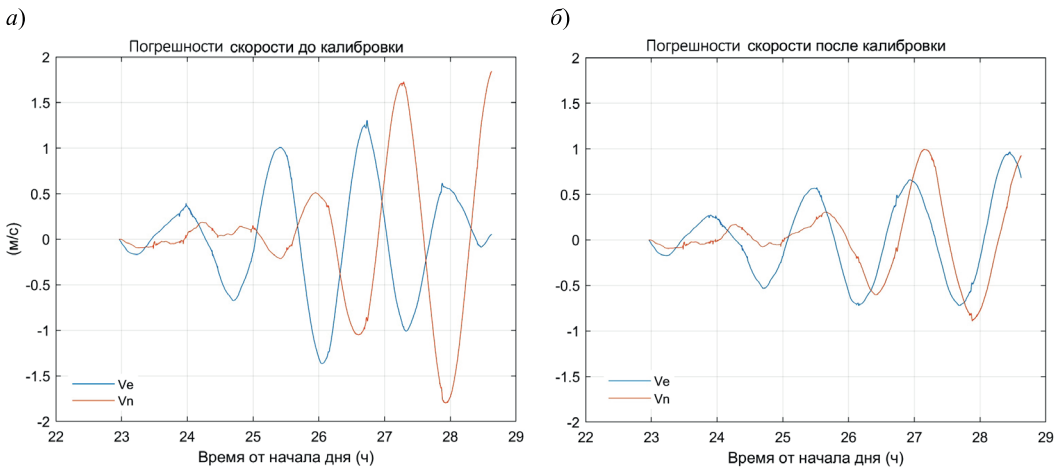 а)
Погрешности скорости до калибровки
2
1.5
1
0.5
0
-0.5
-1
-1.5
-2
(м/с)
Ve
Vn
22 23 24 25 26 27 28 29
Время от начала дня (ч)
б)
Погрешности скорости после калибровки
2
1.5
1
0.5
0
-0.5
-1
-1.5
-2
Ve
Vn
22 23 24 25 26 27 28 29
Время от начала дня (ч)